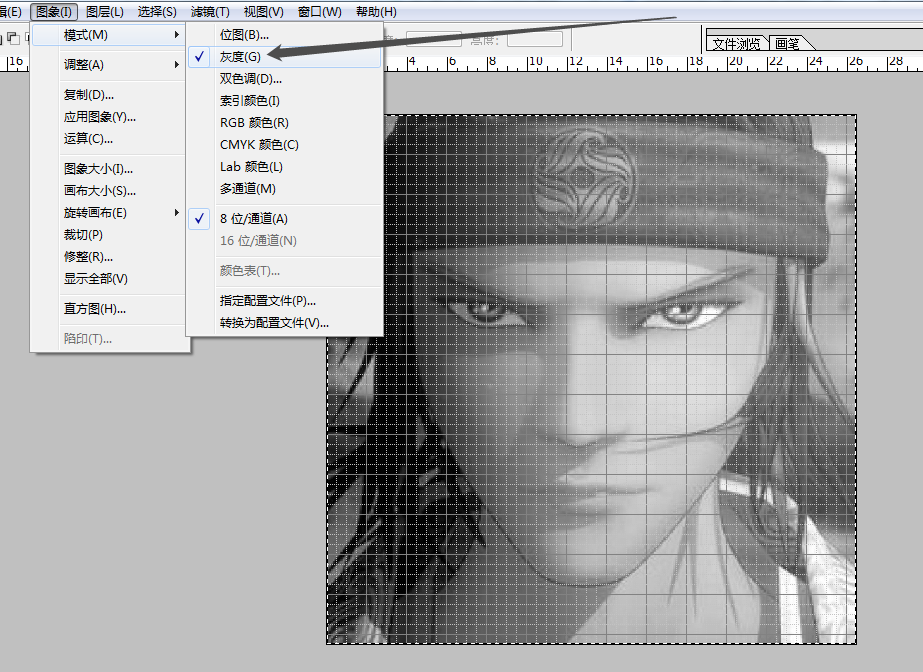 辑(E) 图象(I) 图层(L) 选择(S) 滤镜(T) 视图(V) 窗口(W) 帮助(H)
模式(M)
调整(A)
复制(D)...
应用图象(Y)...
运算(C)...
图象大小(I)...
画布大小(S)...
旋转画布(E)
裁切(P)
修整(R)...
显示全部(V)
直方图(H)...
陷印(T)...
位图(B)...
灰度(G)
双色调(D)...
索引颜色(I)
RGB 颜色(R)
CMYK 颜色(C)
Lab 颜色(L)
多通道(M)
8 位/通道(A)
16 位/通道(N)
颜色表(T)...
指定配置文件(P)...
转换为配置文件(V)...
高度:
文件浏览 画笔
16 4 6 8 10 12 14 16 18 20 22 24 26 28